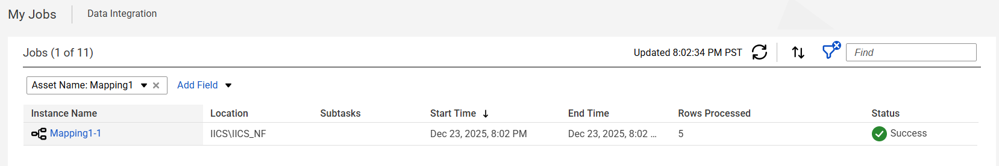 My Jobs Data Integration
Jobs (1 of 11) Updated 8:02:34 PM PST Find
Asset Name: Mapping1 Add Field
Instance Name Location Subtasks Start Time End Time Rows Processed Status
Mapping1-1 IICS\IICS_NF Dec 23, 2025, 8:02 PM Dec 23, 2025, 8:02 ... 5 Success